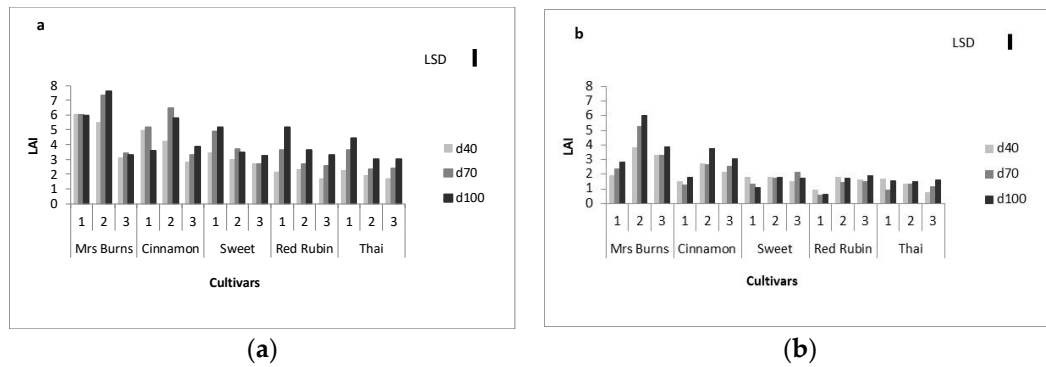 a
LSD
8
7
6
5
4
3
2
1
0
LAI
d40
d70
d100
1 2 3 1 2 3 1 2 3 1 2 3 1 2 3
Mrs Burns Cinnamon Sweet Red Rubin Thai
Cultivars
(a)
b
LSD
8
7
6
5
4
3
2
1
0
LAI
d40
d70
d100
1 2 3 1 2 3 1 2 3 1 2 3 1 2 3
Mrs Burns Cinnamon Sweet Red Rubin Thai
Cultivars
(b)